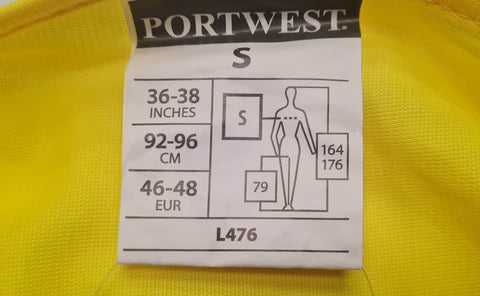 PORTWEST.
S
36-38
INCHES
92-96
CM
46-48
EUR
S
164
176
79
L476